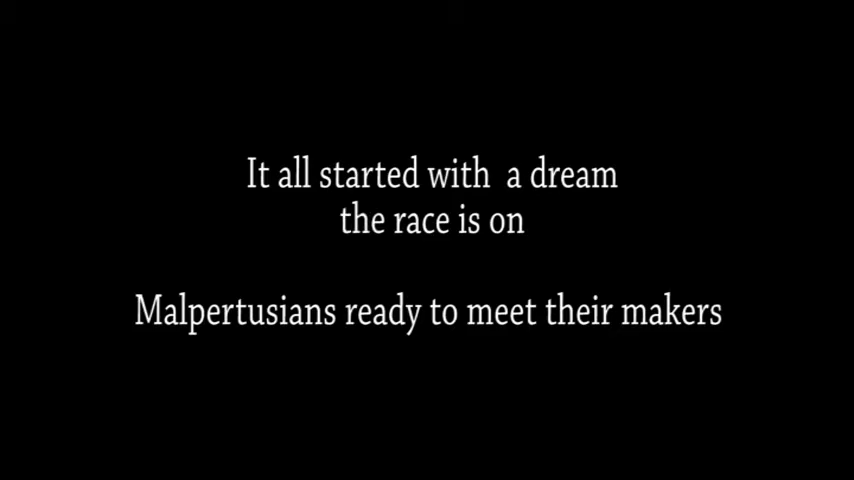 It all started with  a dream
the race is on
Malpertusians ready to meet their makers